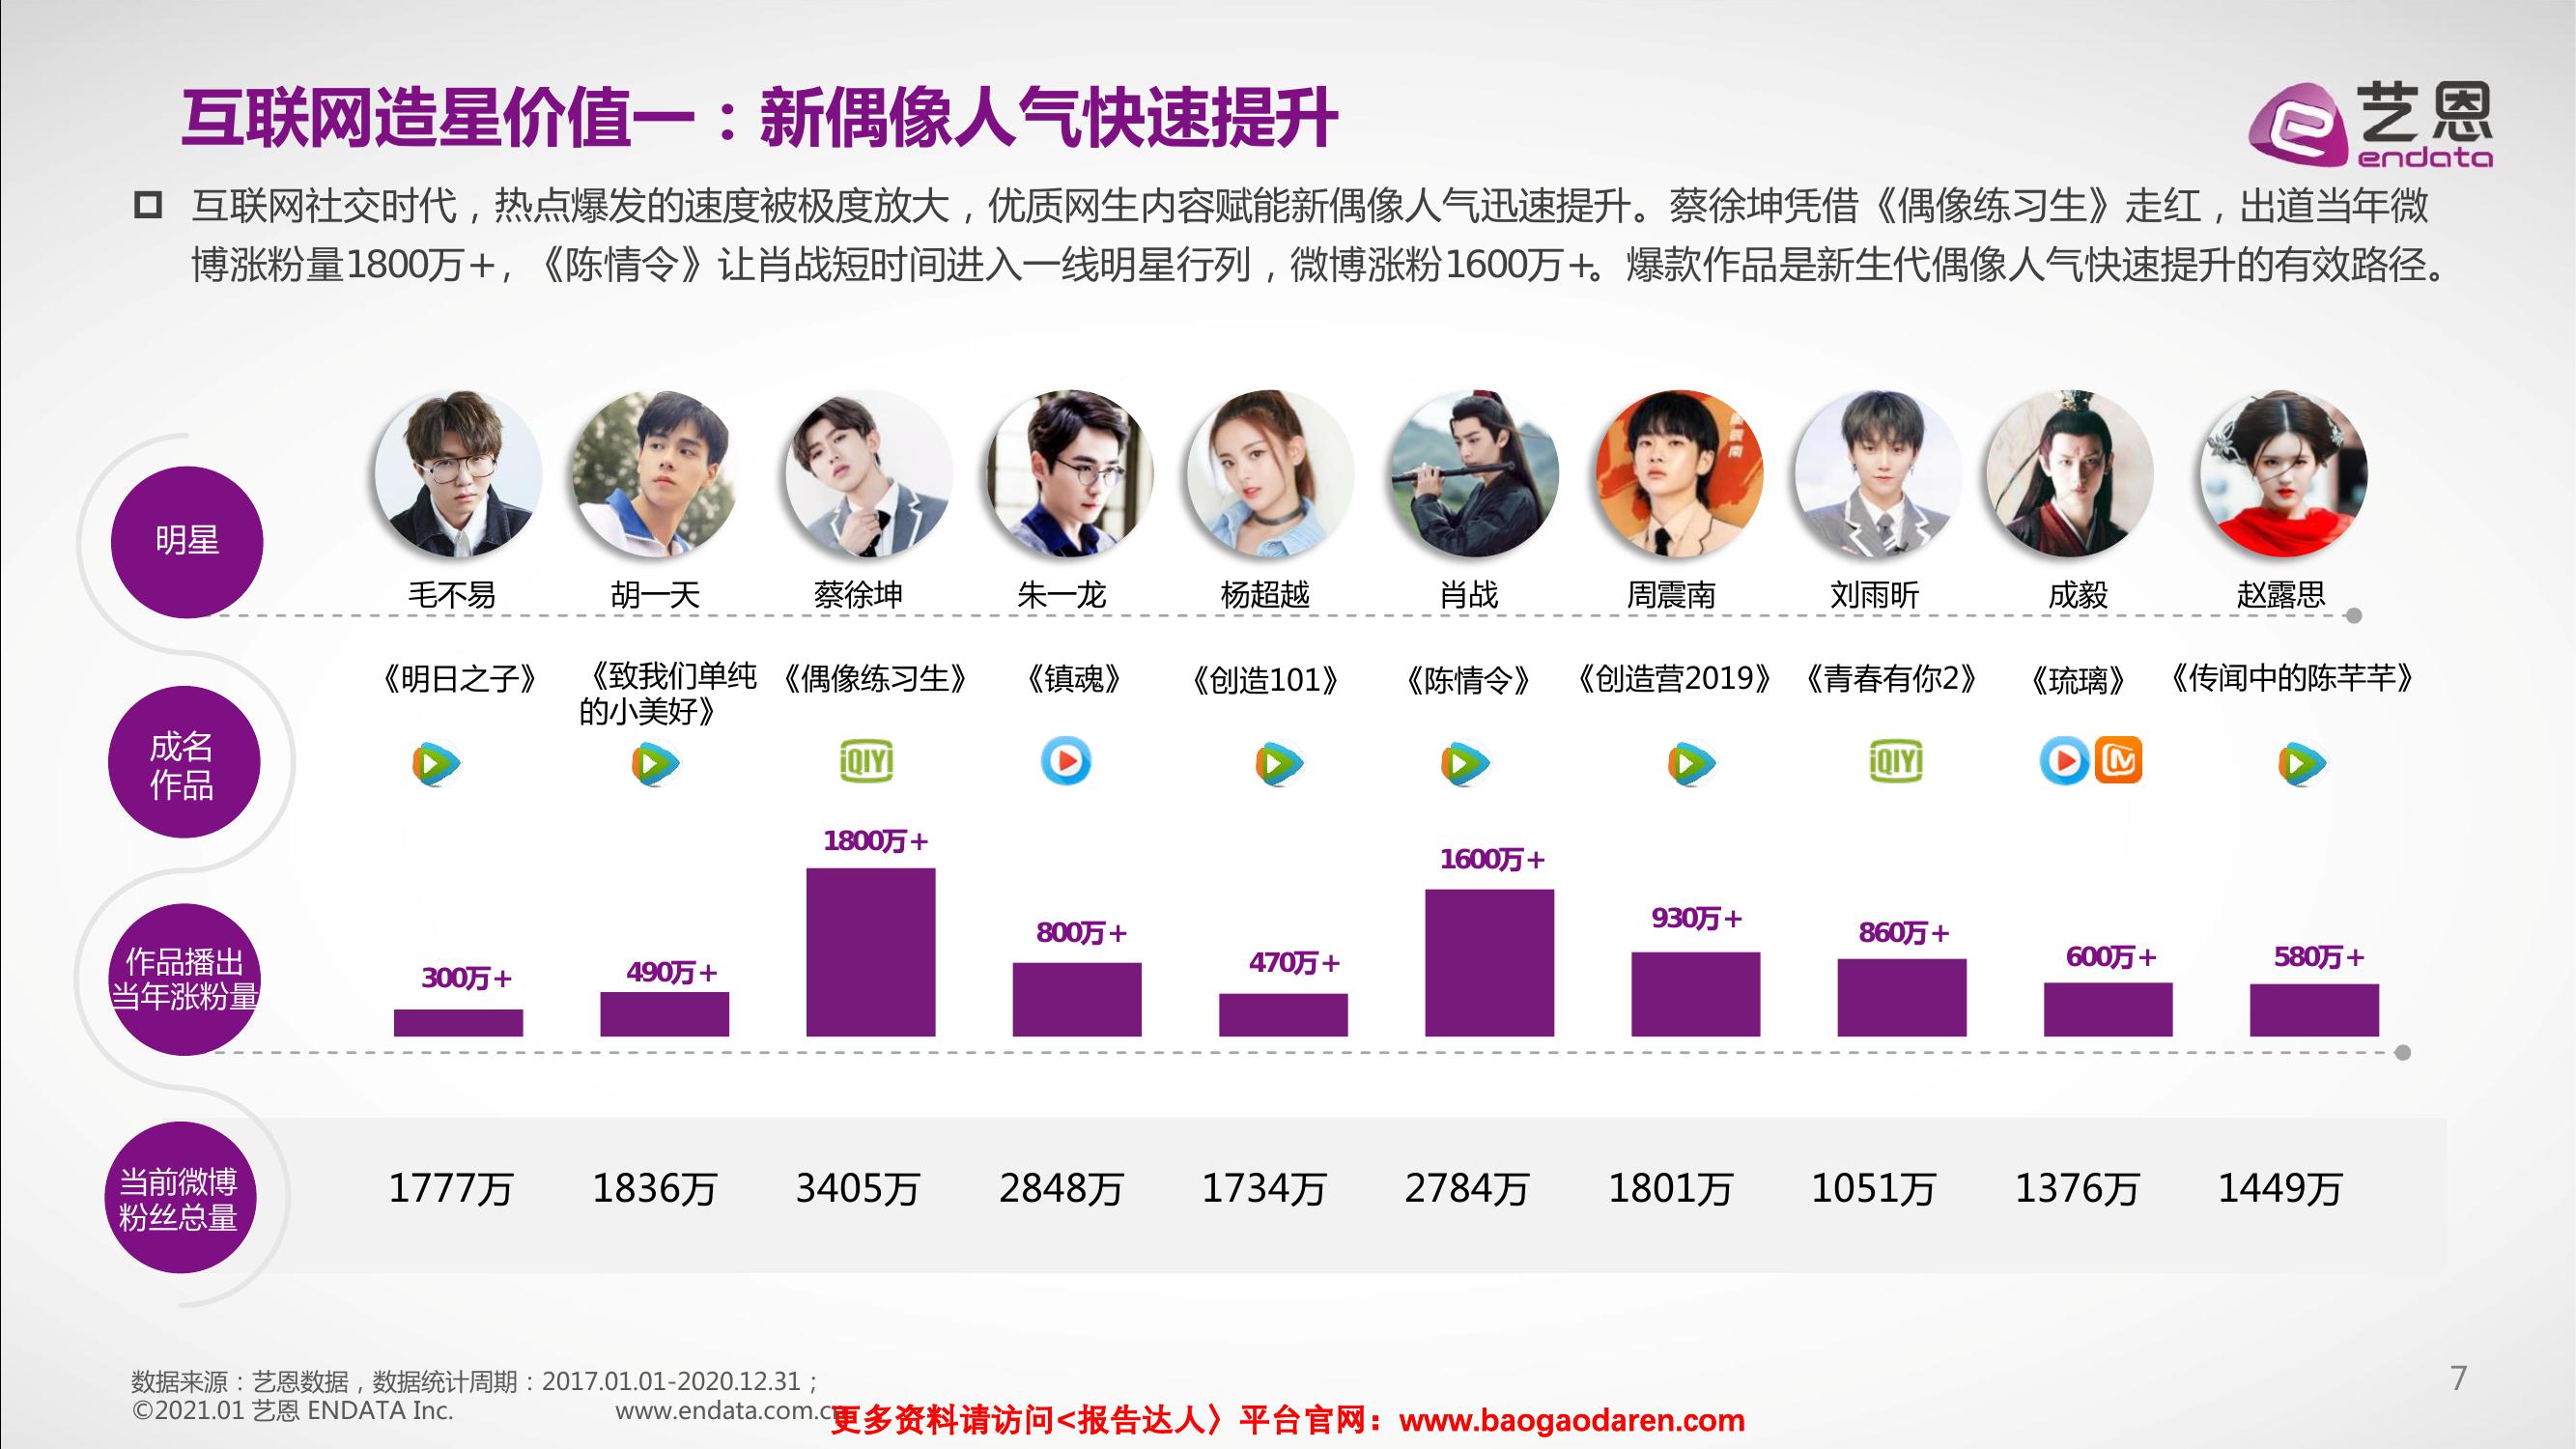 互联网造星价值一：新偶像人气快速提升
艺恩
endata
互联网社交时代，热点爆发的速度被极度放大，优质网生内容赋能新偶像人气迅速提升。蔡徐坤凭借《偶像练习生》走红，出道当年微
博涨粉量1800万+，《陈情令》让肖战短时间进入一线明星行列，微博涨粉1600万+。爆款作品是新生代偶像人气快速提升的有效路径。
明星
毛不易 胡一天 蔡徐坤 朱一龙 杨超越 肖战 周震南 刘雨昕 成毅 赵露思
成名
作品
《明日之子》 《致我们单纯 《偶像练习生》 《镇魂》 《创造101》 《陈情令》 《创造营2019》 《青春有你2》 《琉璃》 《传闻中的陈芊芊》
的小美好》
iQIYI iQIYI
作品播出
当年涨粉量
300万+ 490万+ 1800万+ 800万+ 470万+ 1600万+ 930万+ 860万+ 600万+ 580万+
当前微博
粉丝总量
1777万 1836万 3405万 2848万 1734万 2784万 1801万 1051万 1376万 1449万
数据来源：艺恩数据，数据统计周期：2017.01.01-2020.12.31；
©2021.01 艺恩 ENDATA Inc. www.endata.com.cn
更多资料请访问<报告达人〉平台官网：www.baogaodaren.com
7